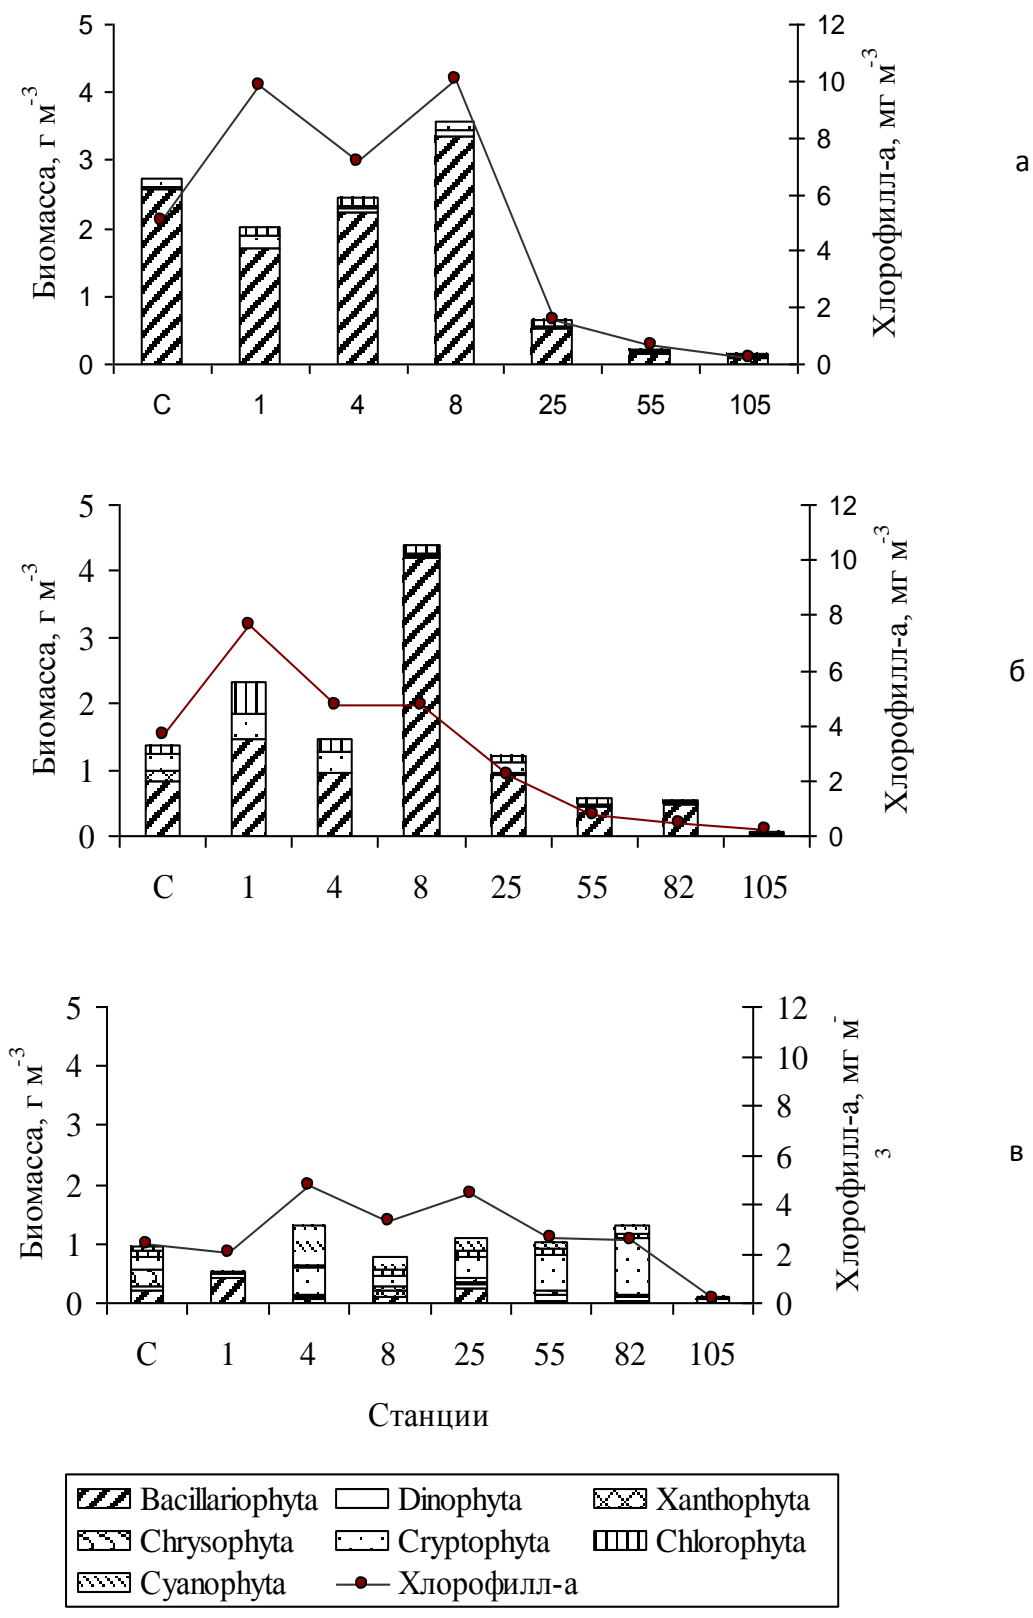 5
4
3
2
1
0
Биомасса, г м-3
12
10
8
6
4
2
0
Хлорофилл-а, мг м-3
С 1 4 8 25 55 105
а
5
4
3
2
1
0
Биомасса, г м-3
12
10
8
6
4
2
0
Хлорофилл-а, мг м-3
С 1 4 8 25 55 82 105
б
5
4
3
2
1
0
Биомасса, г м-3
12
10
8
6
4
2
0
Хлорофилл-а, мг м-
3
С 1 4 8 25 55 82 105
в
Станции
Bacillariophyta Dinophyta Xanthophyta
Chrysophyta Cryptophyta Chlorophyta
Cyanophyta Хлорофилл-а